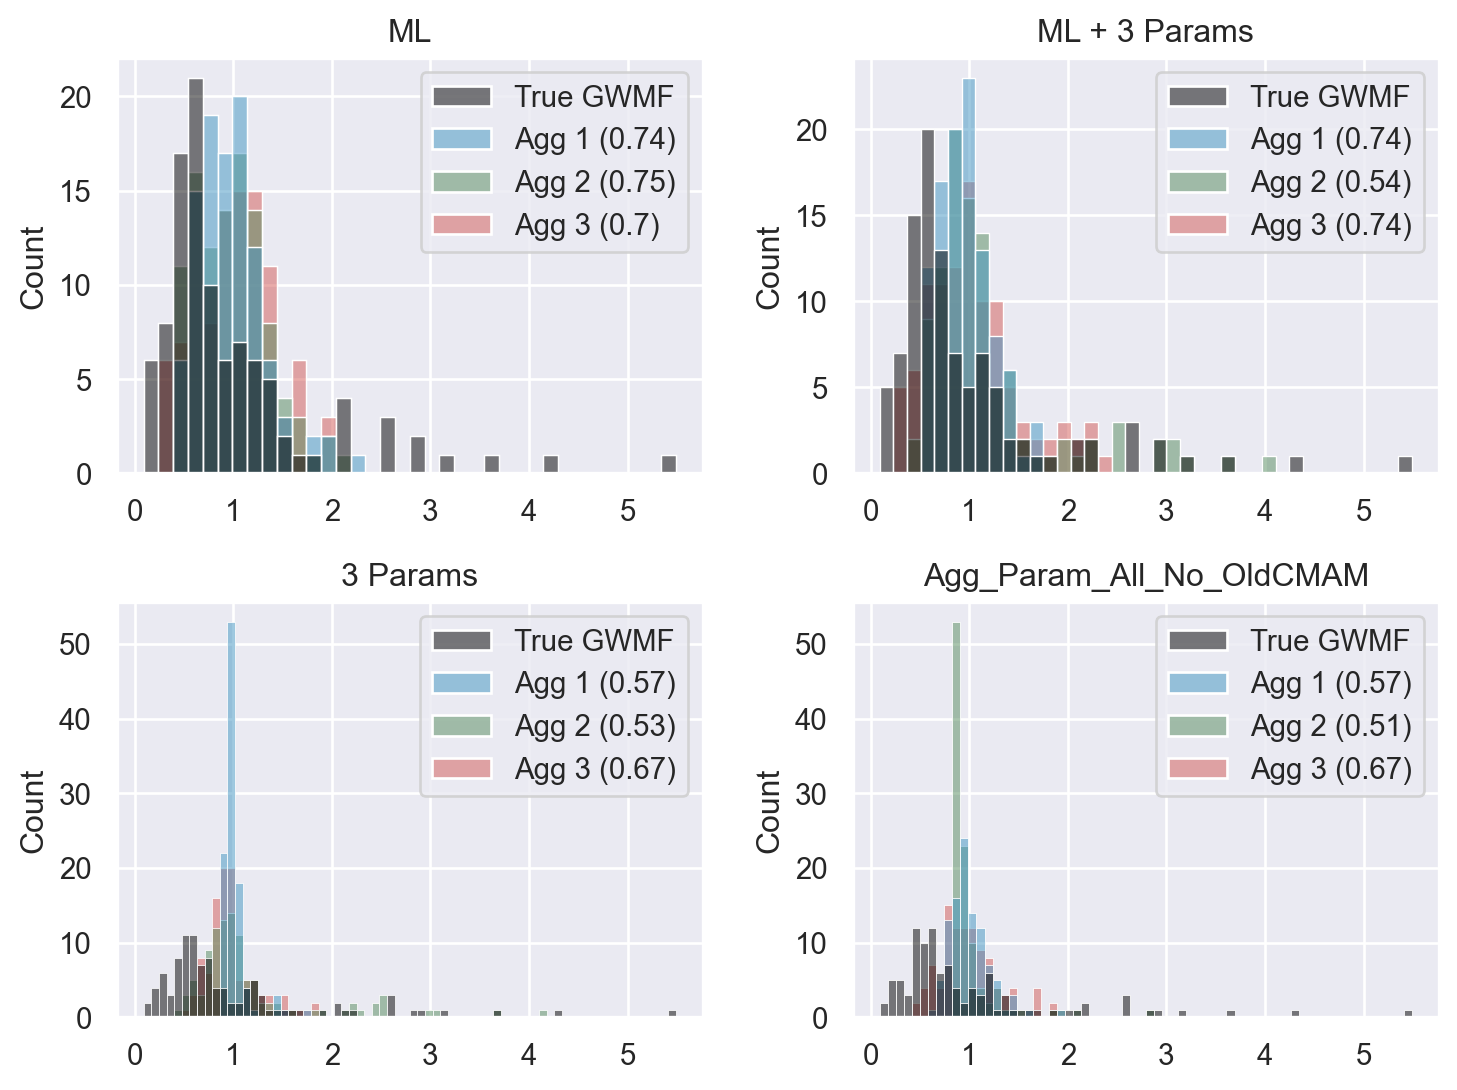 ML
Count
20
15
10
5
0
0 1 2 3 4 5
True GWMF
Agg 1 (0.74)
Agg 2 (0.75)
Agg 3 (0.7)
ML + 3 Params
Count
20
15
10
5
0
0 1 2 3 4 5
True GWMF
Agg 1 (0.74)
Agg 2 (0.54)
Agg 3 (0.74)
3 Params
Count
50
40
30
20
10
0
0 1 2 3 4 5
True GWMF
Agg 1 (0.57)
Agg 2 (0.53)
Agg 3 (0.67)
Agg_Param_All_No_OldCMAM
Count
50
40
30
20
10
0
0 1 2 3 4 5
True GWMF
Agg 1 (0.57)
Agg 2 (0.51)
Agg 3 (0.67)